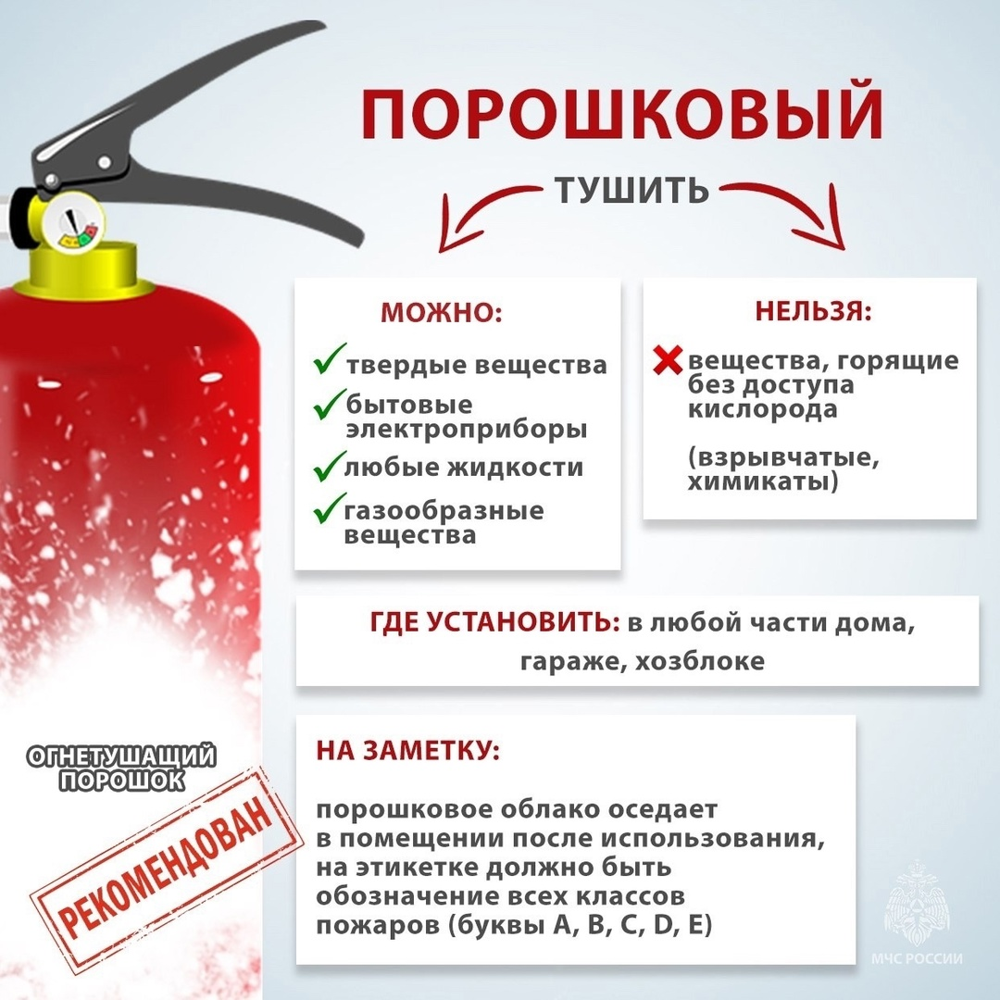 ПОРОШКОВЫЙ
ТУШИТЬ
МОЖНО:
твердые вещества
бытовые
электроприборы
любые жидкости
газообразные
вещества
НЕЛЬЗЯ:
вещества, горящие
без доступа
кислорода
(взрывчатые,
химикаты)
ГДЕ УСТАНОВИТЬ: в любой части дома,
гараже, хозблоке
ОГНЕТУШАЩИЙ
ПОРОШОК
РЕКОМЕНДОВАН
НА ЗАМЕТКУ:
порошковое облако оседает
в помещении после использования,
на этикетке должно быть
обозначение всех классов
пожаров (буквы А, В, С, D, Е)
МЧС РОССИИ